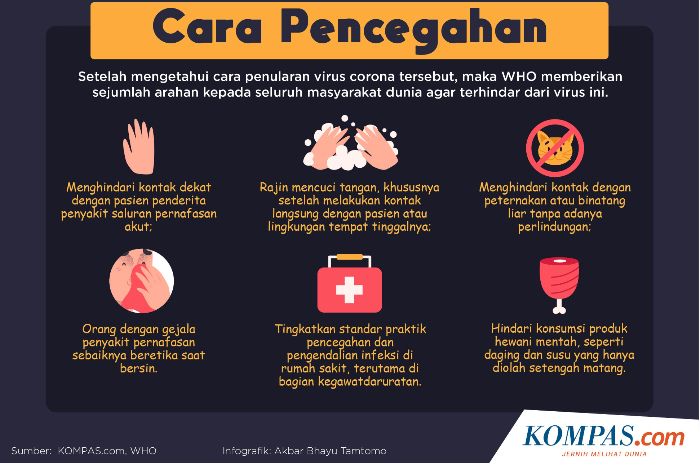 Cara Pencegahan
Setelah mengetahui cara penularan virus corona tersebut, maka WHO memberikan
sejumlah arahan kepada seluruh masyarakat dunia agar terhindar dari virus ini.
Menghindari kontak dekat
dengan pasien penderita
penyakit saluran pernafasan
akut;
Rajin mencuci tangan, khususnya
setelah melakukan kontak
langsung dengan pasien atau
lingkungan tempat tinggalnya;
Menghindari kontak dengan
peternakan atau binatang
liar tanpa adanya
perlindungan;
Orang dengan gejala
penyakit pernafasan
sebaiknya beretika saat
bersin.
Tingkatkan standar praktik
pencegahan dan
pengendalian infeksi di
rumah sakit, terutama di
bagian kegawatdaruratan.
Hindari konsumsi produk
hewani mentah, seperti
daging dan susu yang hanya
diolah setengah matang.
Sumber: KOMPAS.com, WHO
Infografik: Akbar Bhayu Tamtomo
KOMPAS.com
JERNIH MELIHAT DUNIA